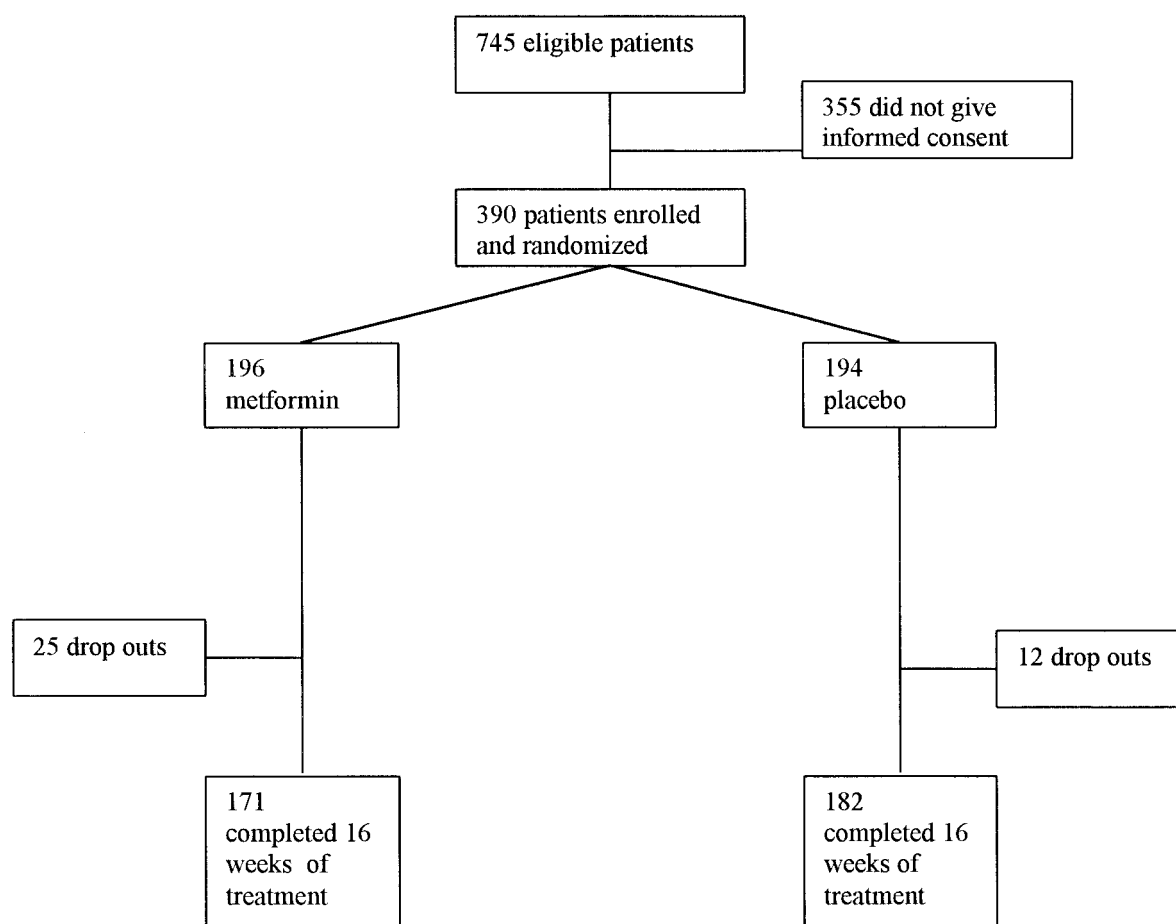 745 eligible patients
355 did not give
informed consent
390 patients enrolled
and randomized
196
metformin
194
placebo
25 drop outs
12 drop outs
171
completed 16
weeks of
treatment
182
completed 16
weeks of
treatment